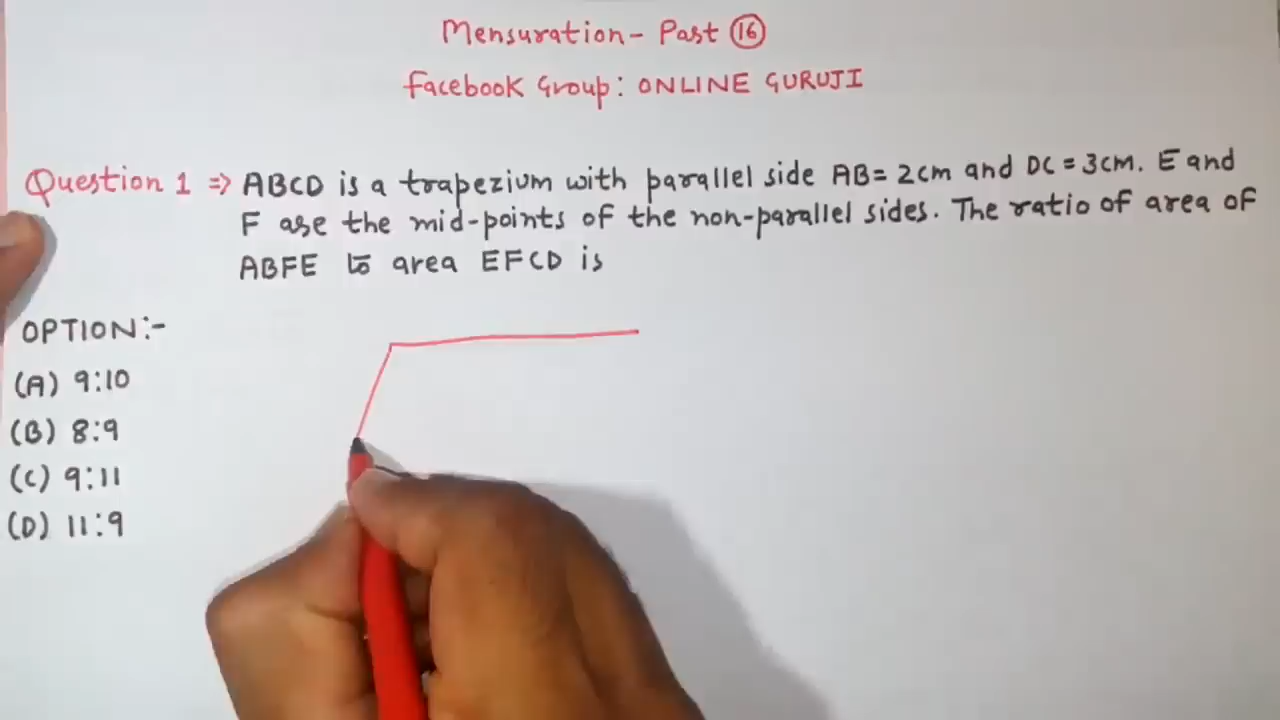 Mensuration- Past 16
Facebook Group: ONLINE GURUJI
Question 1 => ABCD is a trapezium with parallel side AB= 2cm and DC = 3cm. E and
F are the mid-points of the non-parallel sides. The ratio of area of
ABFE to area EFCD is
OPTION:-
(A) 9:10
(B) 8:9
(C) 9:11
(D) 11:9